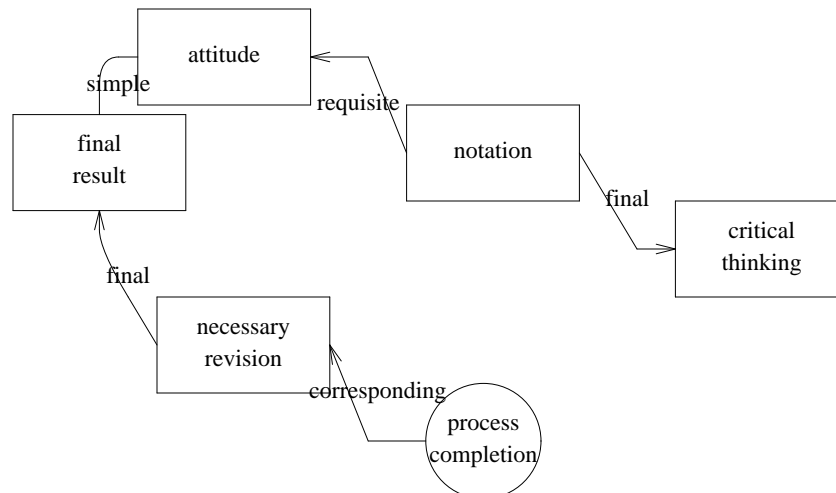 attitude
simple
requisite
final
result
notation
final
critical
thinking
final
necessary
revision
corresponding
process
completion